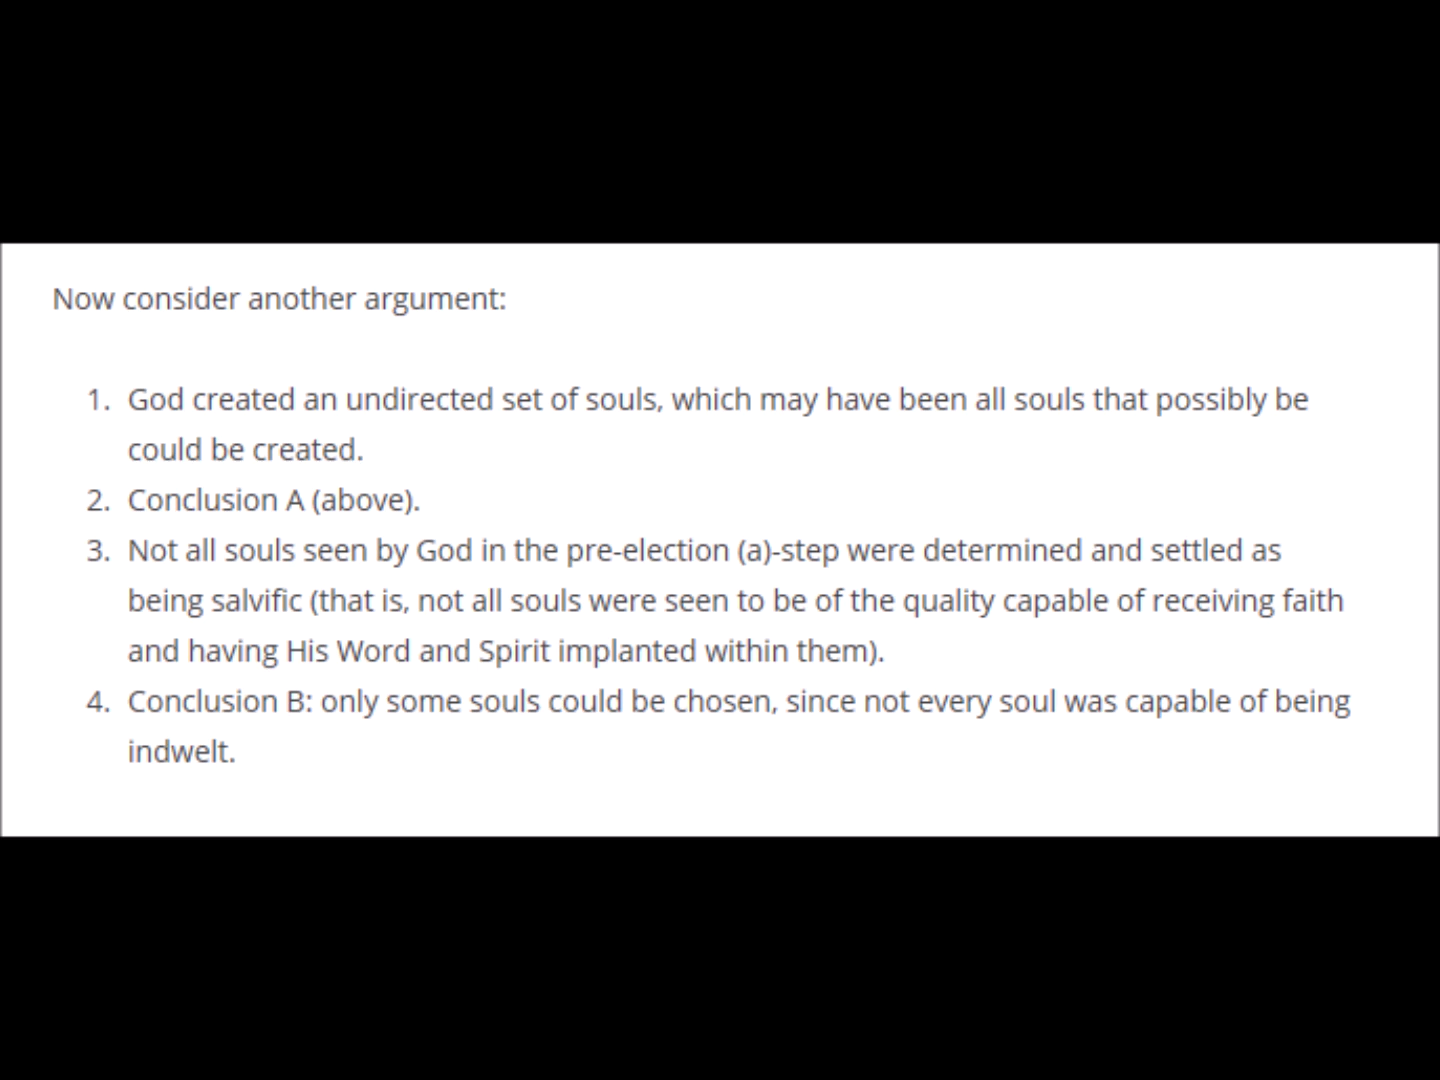 Now consider another argument:
1. God created an undirected set of souls, which may have been all souls that possibly be
could be created.
2. Conclusion A (above).
3. Not all souls seen by God in the pre-election (a)-step were determined and settled as
being salvific (that is, not all souls were seen to be of the quality capable of receiving faith
and having His Word and Spirit implanted within them).
4. Conclusion B: only some souls could be chosen, since not every soul was capable of being
indwelt.